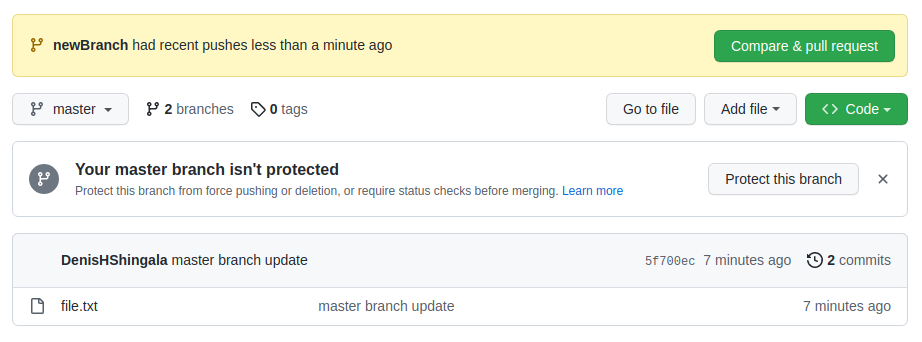 newBranch had recent pushes less than a minute ago
Compare & pull request
master
2 branches
0 tags
Go to file
Add file
Code
Your master branch isn't protected
Protect this branch from force pushing or deletion, or require status checks before merging. Learn more
Protect this branch
DenisHShingala master branch update
5f700ec 7 minutes ago
2 commits
file.txt
master branch update
7 minutes ago